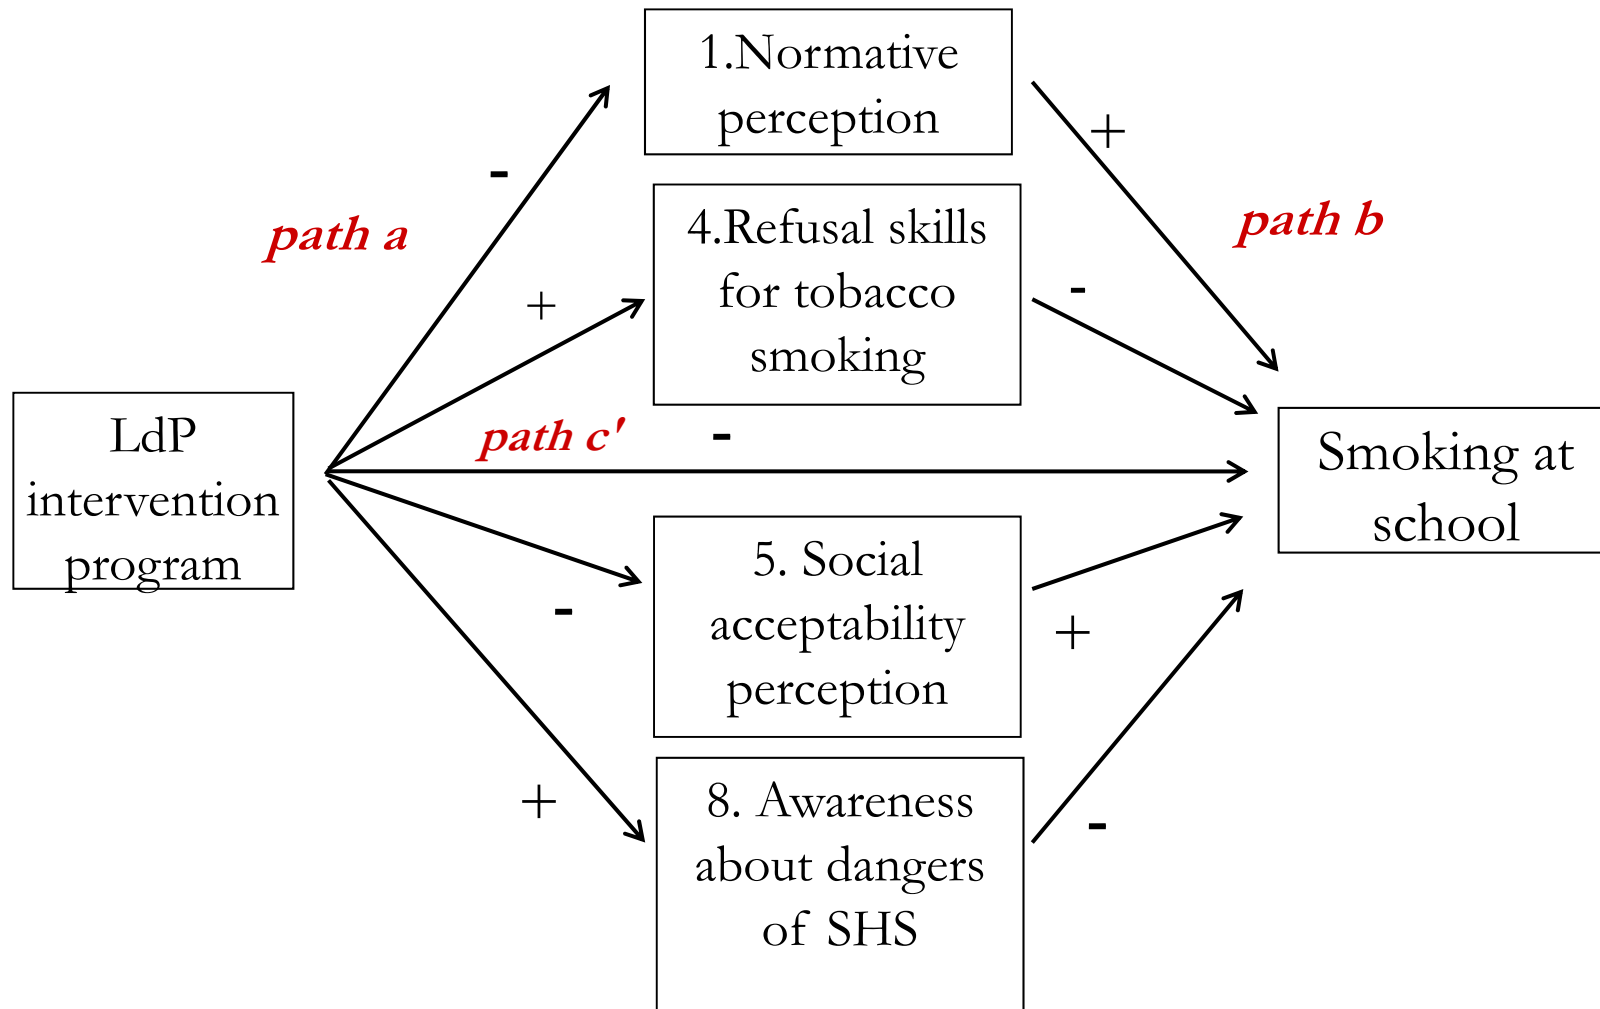 1.Normative
perception
+
-
path a
path b
4.Refusal skills
for tobacco
smoking
+
-
path c'
-
LdP
intervention
program
Smoking at
school
5. Social
acceptability
perception
-
+
8. Awareness
about dangers
of SHS
+
-